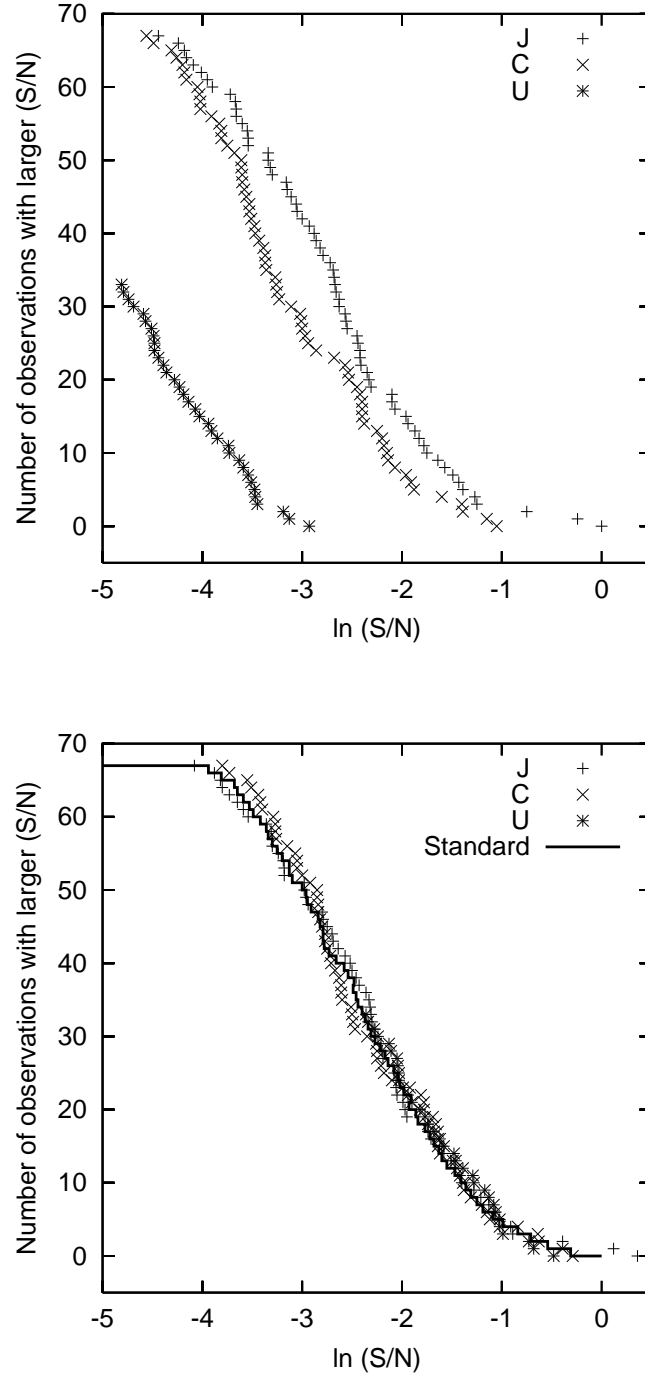 70
60
50
40
30
20
10
0
Number of observations with larger (S/N)
J
C
U
-5 -4 -3 -2 -1 0
ln (S/N)
70
60
50
40
30
20
10
0
Number of observations with larger (S/N)
J
C
U
Standard
-5 -4 -3 -2 -1 0
ln (S/N)